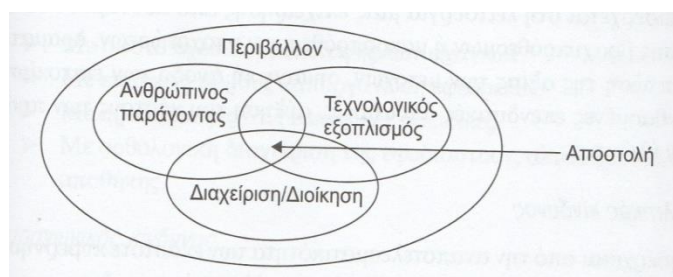 Περιβάλλον
Ανθρώπινος
παράγοντας
Τεχνολογικός
εξοπλισμός
Αποστολή
Διαχείριση/Διοίκηση